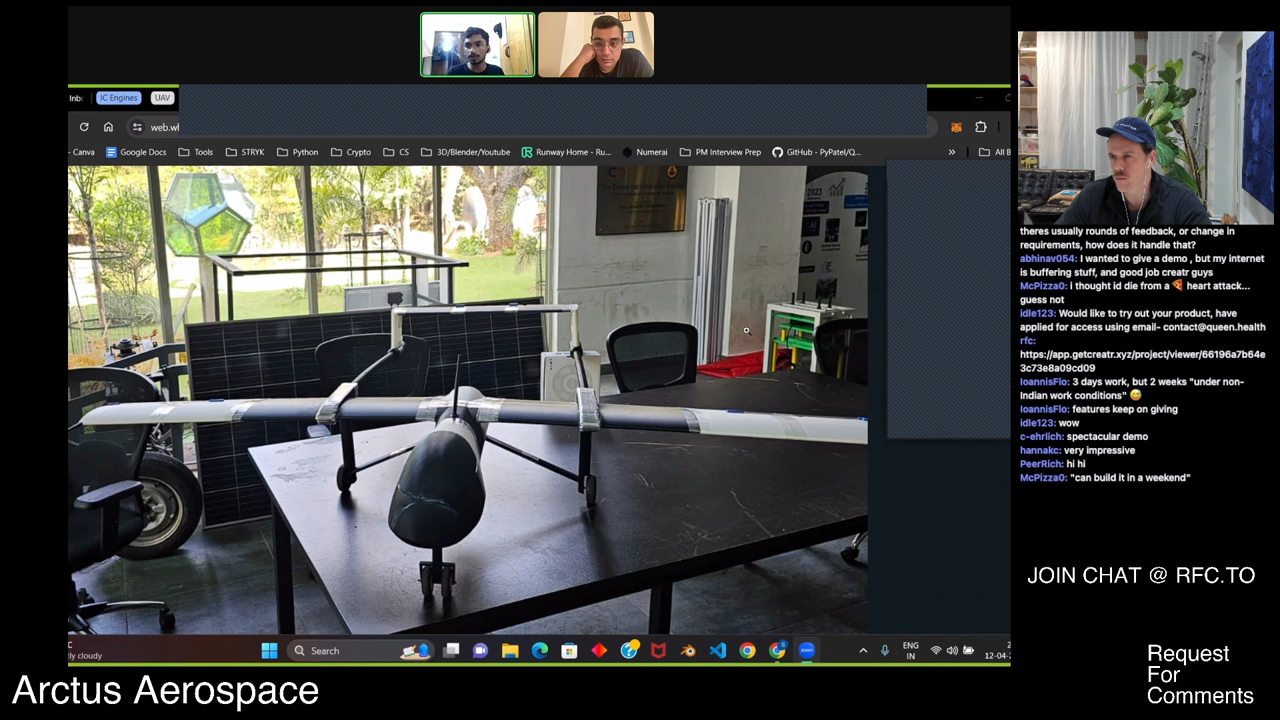 Inb
IC Engines
UAV
web.wl
- Canva
Google Docs
Tools
STRYK
Python
Crypto
CS
3D/Blender/Youtube
Runway Home - Ru...
Numerai
PM Interview Prep
GitHub - PyPatel/Q...
»
All B
2023
theres usually rounds of feedback, or change in
requirements, how does it handle that?
abhinav054: I wanted to give a demo , but my internet
is buffering stuff, and good job creatr guys
McPizza0: i thought id die from a 🍕 heart attack...
guess not
idle123: Would like to try out your product, have
applied for access using email- contact@queen.health
rfc:
https://app.getcreatr.xyz/project/viewer/66196a7b64e
3c73e8a09cd09
IoannisFlo: 3 days work, but 2 weeks "under non-
Indian work conditions" 😅
IoannisFlo: features keep on giving
idle123: wow
c-ehrlich: spectacular demo
hannakc: very impressive
PeerRich: hi hi
McPizza0: "can build it in a weekend"
JOIN CHAT @ RFC.TO
C
tly cloudy
Search
ENG
IN
2
12-04-
Arctus Aerospace
Request
For
Comments